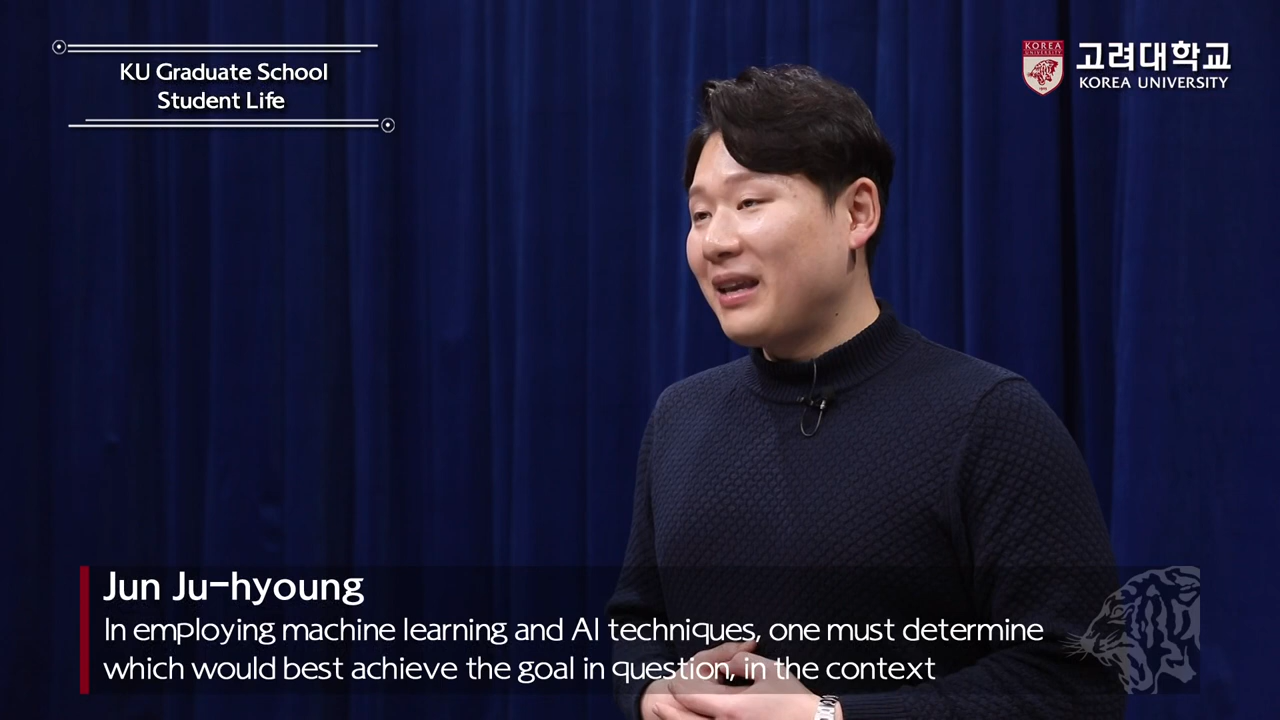 KU Graduate School
Student Life
KOREA
고려대학교
KOREA UNIVERSITY
Jun Ju-hyoung
In employing machine learning and AI techniques, one must determine
which would best achieve the goal in question, in the context